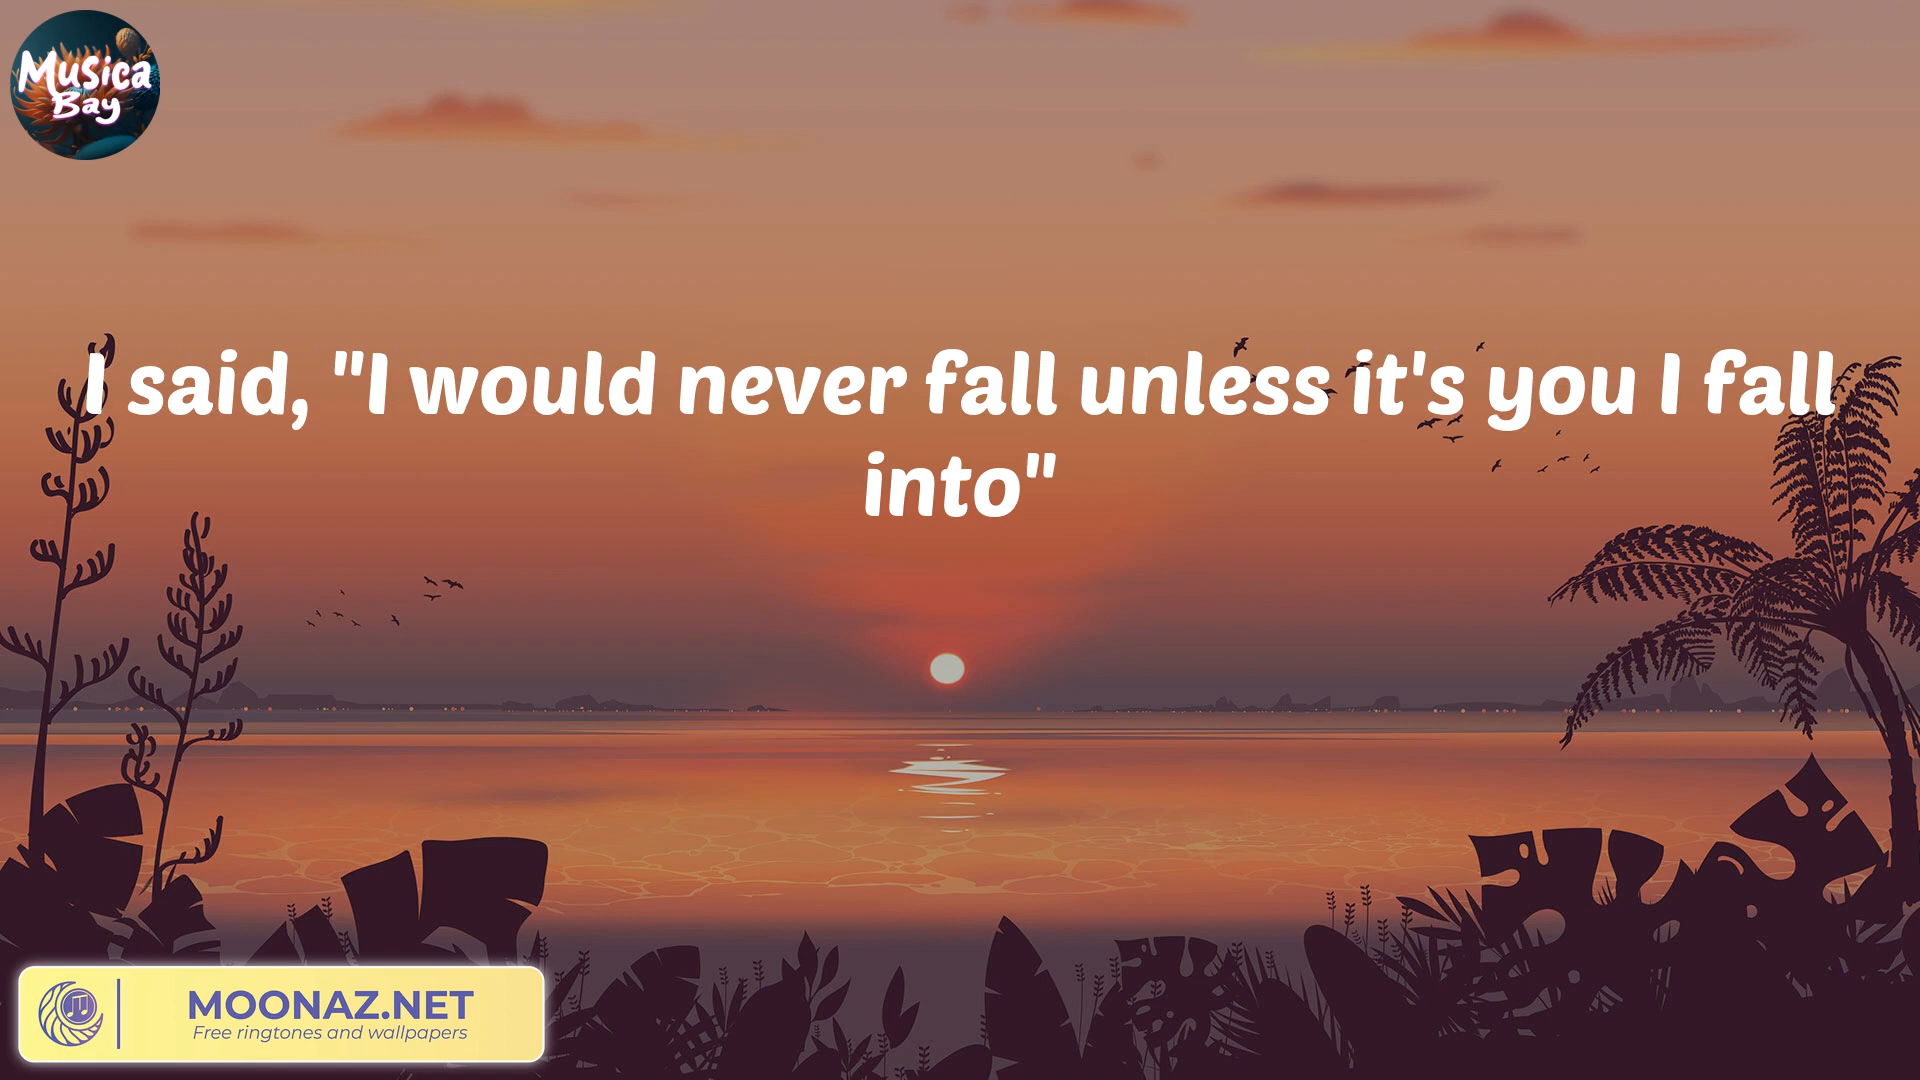 Musica
Bay
I said, "I would never fall unless it's you I fall
into"
MOONAZ.NET
Free ringtones and wallpapers